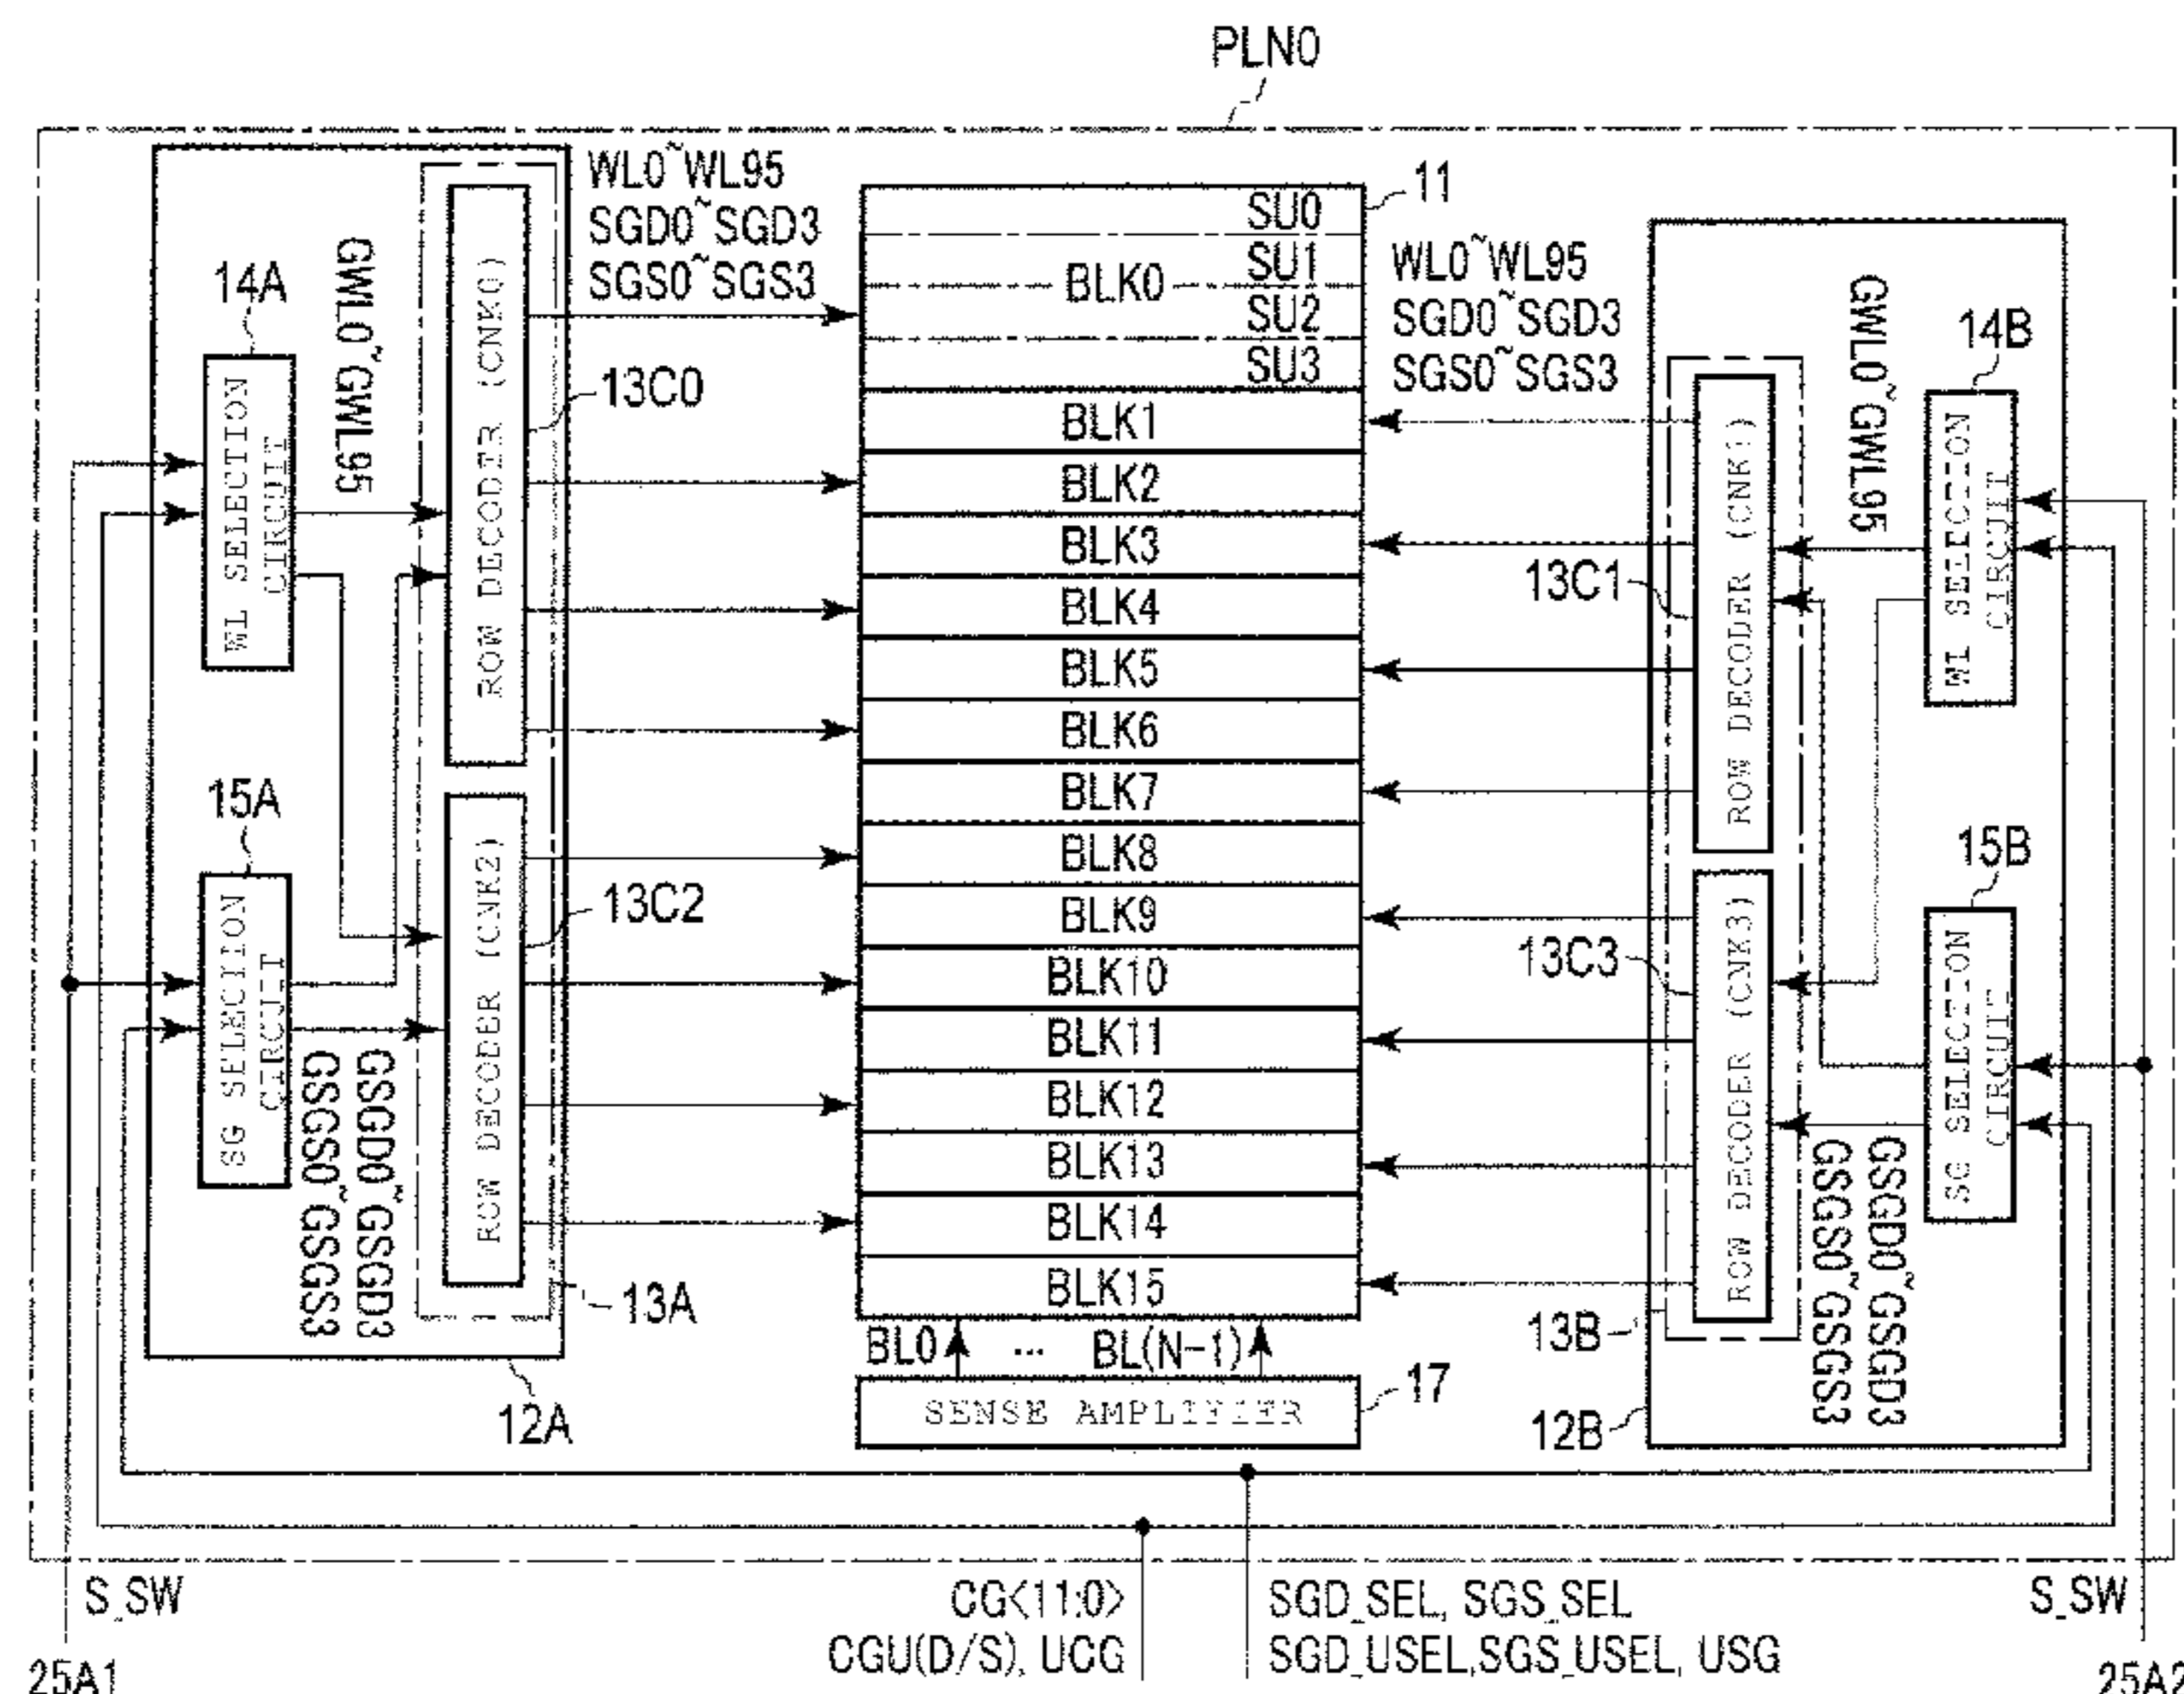 PLN0
WL0~WL95
SGD0~SGD3
SGS0~SGS3
11
SU0
SU1
BLK0
SU2
SU3
WL0~WL95
SGD0~SGD3
SGS0~SGS3
14A
WL SELECTION
CIRCUIT
GWL0~GWL95
ROW DECODER (CNK0)
13C0
BLK1
BLK2
BLK3
BLK4
BLK5
BLK6
BLK7
BLK8
BLK9
BLK10
BLK11
BLK12
BLK13
BLK14
BLK15
GWL0~GWL95
14B
WL SELECTION
CIRCUIT
13C1
ROW DECODER (CNK1)
15A
SG SELECTION
CIRCUIT
GSGD0~GSGD3
GSGS0~GSGS3
ROW DECODER (CNK2)
13C2
13A
12A
13C3
ROW DECODER (CNK3)
15B
SG SELECTION
CIRCUIT
GSGD0~GSGD3
GSGS0~GSGS3
13B
12B
BL0 ... BL(N-1)
SENSE AMPLIFIER
17
S_SW
25A1
CG<11:0>
CGU(D/S), UCG
SGD_SEL, SGS_SEL
SGD_USEL,SGS_USEL, USG
S_SW
25A2